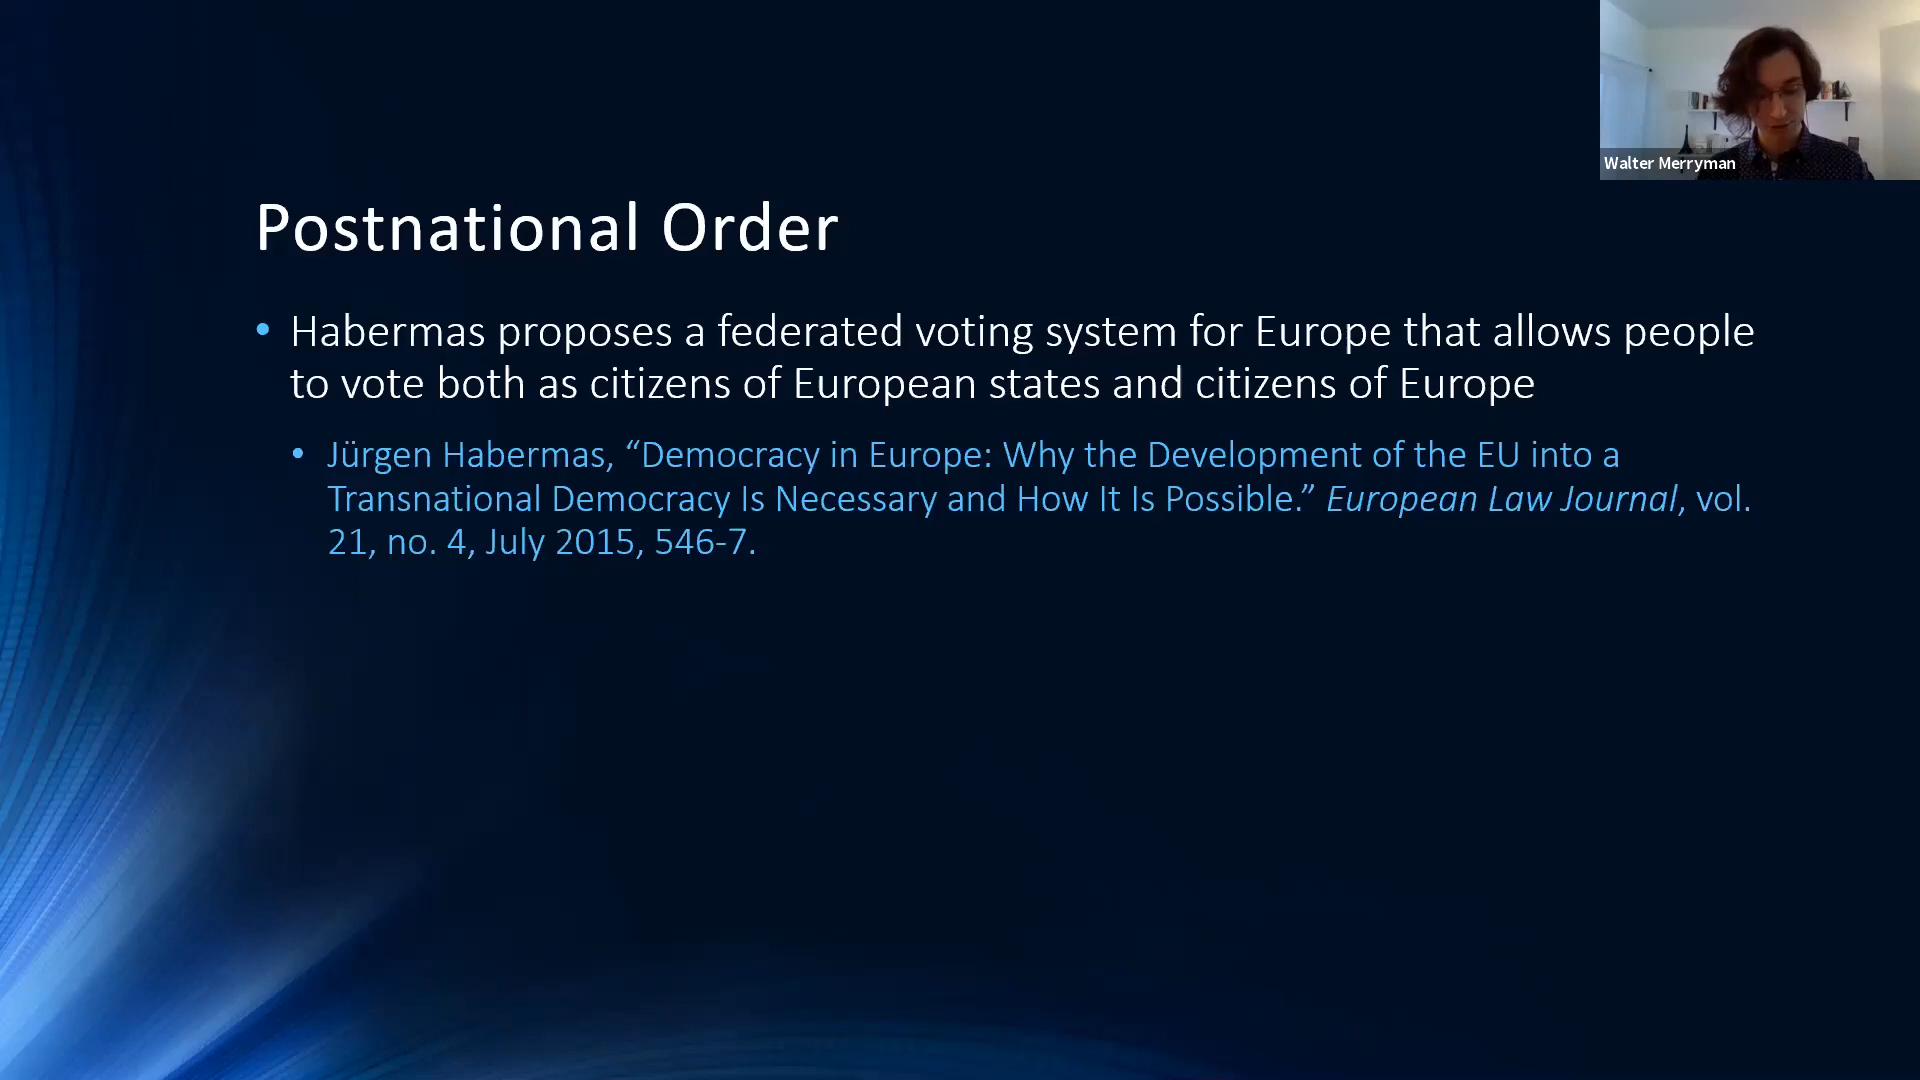 Walter Merryman
Postnational Order
• Habermas proposes a federated voting system for Europe that allows people
to vote both as citizens of European states and citizens of Europe
• Jürgen Habermas, “Democracy in Europe: Why the Development of the EU into a
Transnational Democracy Is Necessary and How It Is Possible.” European Law Journal, vol.
21, no. 4, July 2015, 546-7.